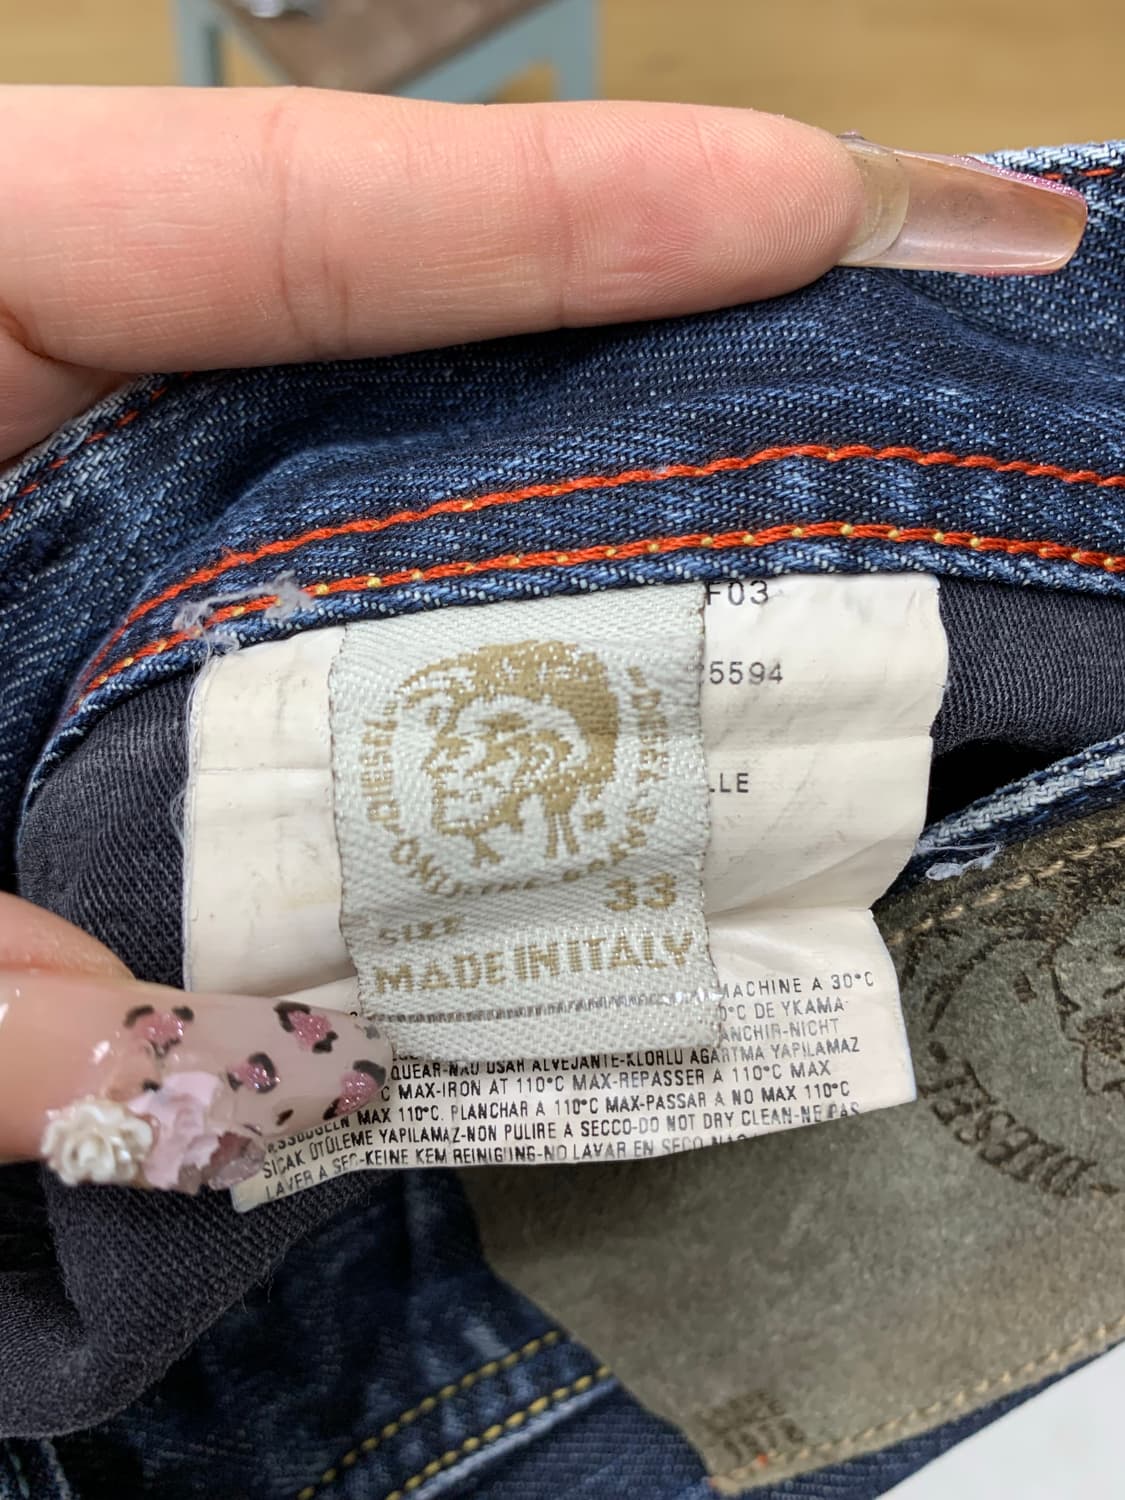 F03
5594
LLE
DIESEL
33
SIZE
MADE IN ITALY
MACHINE A 30°C
0°C DE YKAMA-
ANCHIR-NICHT
QUEAR-NAO USAR ALVEJANTE-KLORLU AGARTMA YAPILAMAZ
C MAX-IRON AT 110°C MAX-REPASSER A 110°C MAX
MAX 110°C. PLANCHAR A 110°C MAX-PASSAR A NO MAX 110°C
SICAK ÜTÜLEME YAPILAMAZ-NON PULIRE A SECCO-DO NOT DRY CLEAN-NE PAS
LAVER A SEC-KEINE KEM REINIGUNG-NO LAVAR EN SECO
DIESEL